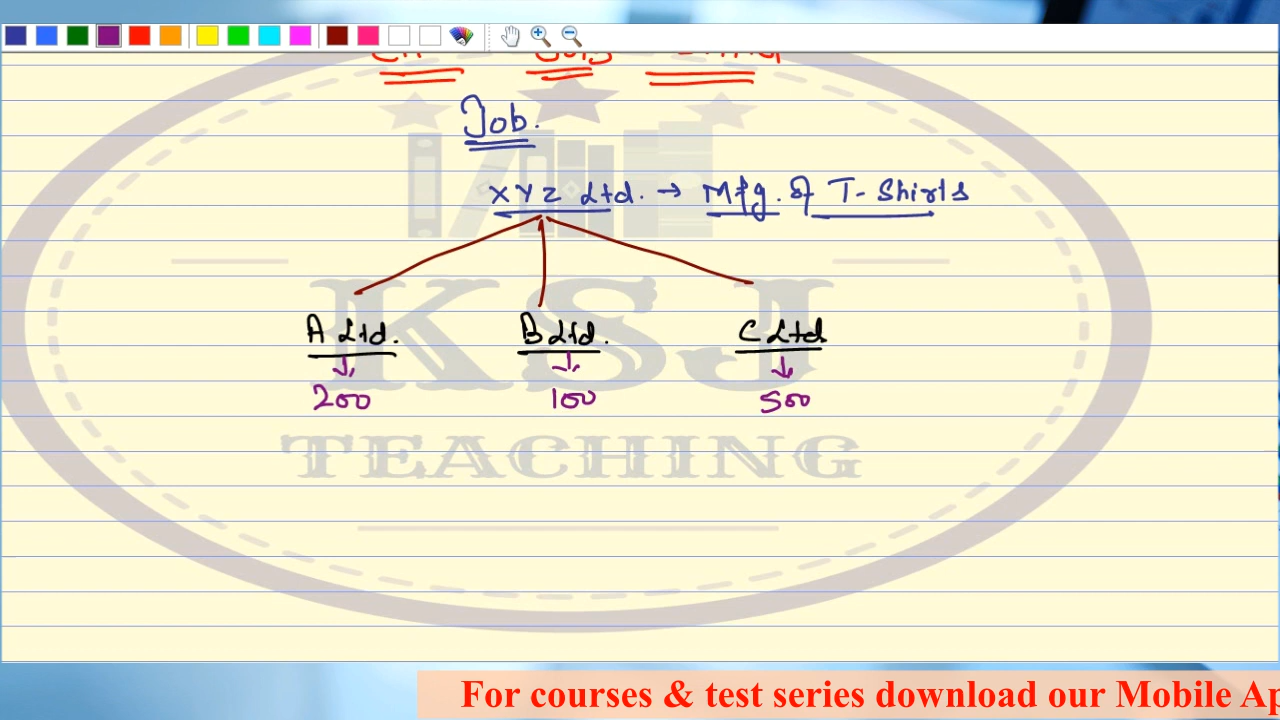 Job.
XYZ Ltd. → Mfg. of T-Shirts
A Ltd. B Ltd. C Ltd
↓ ↓ ↓
200 100 500
KSJ
TEACHING
For courses & test series download our Mobile Ap